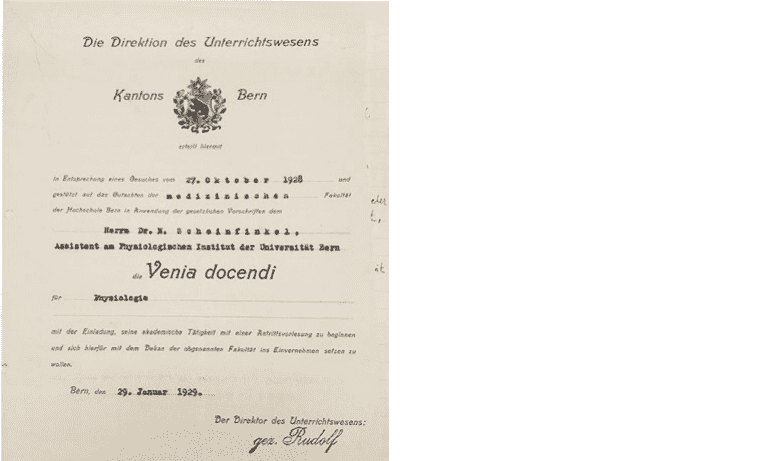 Die Direktion des Unterrichtswesens
des
Kantons Bern
erteilt hiermit
in Entsprechung eines Gesuches vom 27. Oktober 1928 und
gestützt auf das Gutachten der medizinischen Fakultät
der Hochschule Bern in Anwendung der gesetzlichen Vorschriften dem
Herrn Dr. N. Scheinfinkel,
Assistent am Physiologischen Institut der Universität Bern
die Venia docendi
für Physiologie
mit der Einladung, seine akademische Tätigkeit mit einer Antrittsvorlesung zu beginnen
und sich hierfür mit dem Dekan der obgenannten Fakultät ins Einvernehmen setzen zu
wollen.
Bern, den 29. Januar 1929.
Der Direktor des Unterrichtswesens:
gez. Rudolf